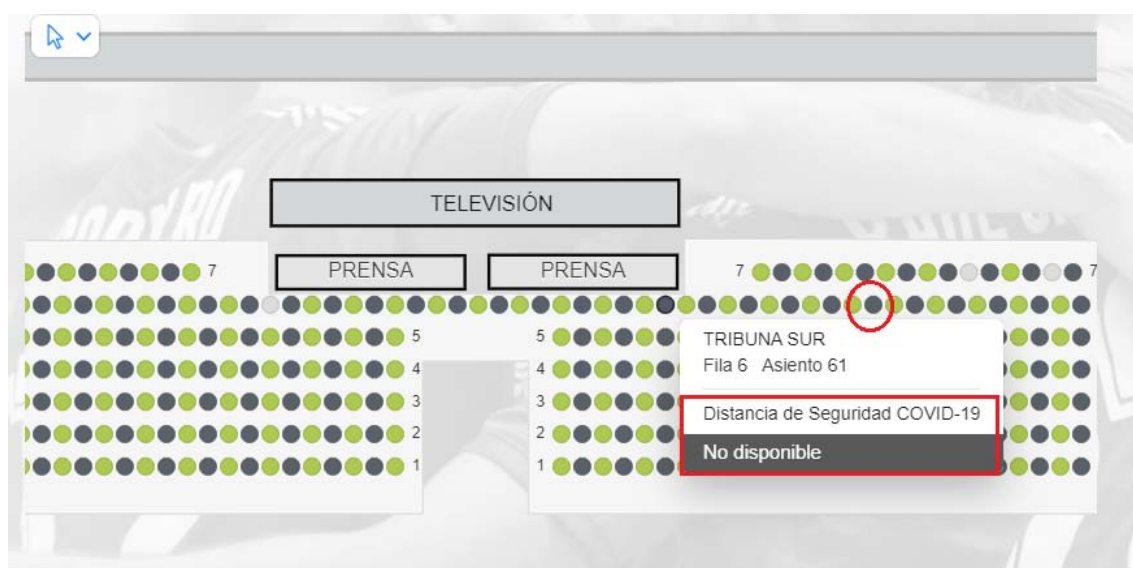 TELEVISIÓN
PRENSA
PRENSA
7
7
7
5
5
4
4
3
3
2
2
1
1
TRIBUNA SUR
Fila 6 Asiento 61
Distancia de Seguridad COVID-19
No disponible